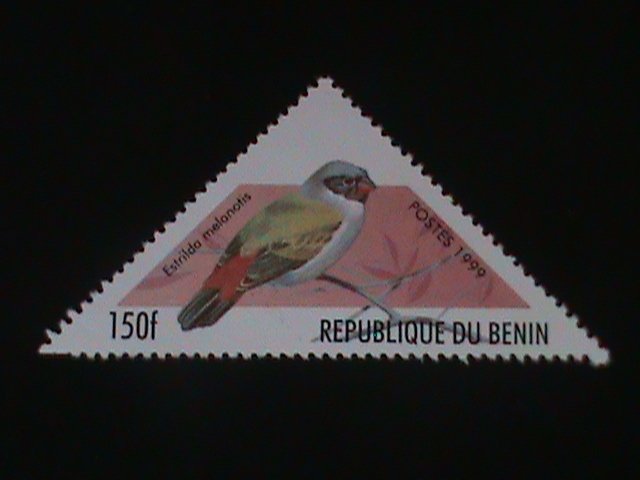 Estrilda melanotis
POSTES 1999
150f
REPUBLIQUE DU BENIN